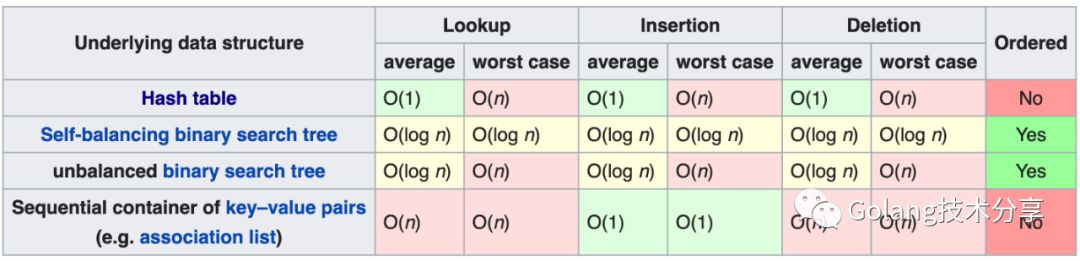 Underlying data structure Lookup Insertion Deletion Ordered
average worst case average worst case average worst case
Hash table O(1) O(n) O(1) O(n) O(1) O(n) No
Self-balancing binary search tree O(log n) O(log n) O(log n) O(log n) O(log n) O(log n) Yes
unbalanced binary search tree O(log n) O(n) O(log n) O(n) O(log n) O(n) Yes
Sequential container of key–value pairs
(e.g. association list) O(n) O(n) O(1) O(1) O(n) O(n) No
Golang技术分享